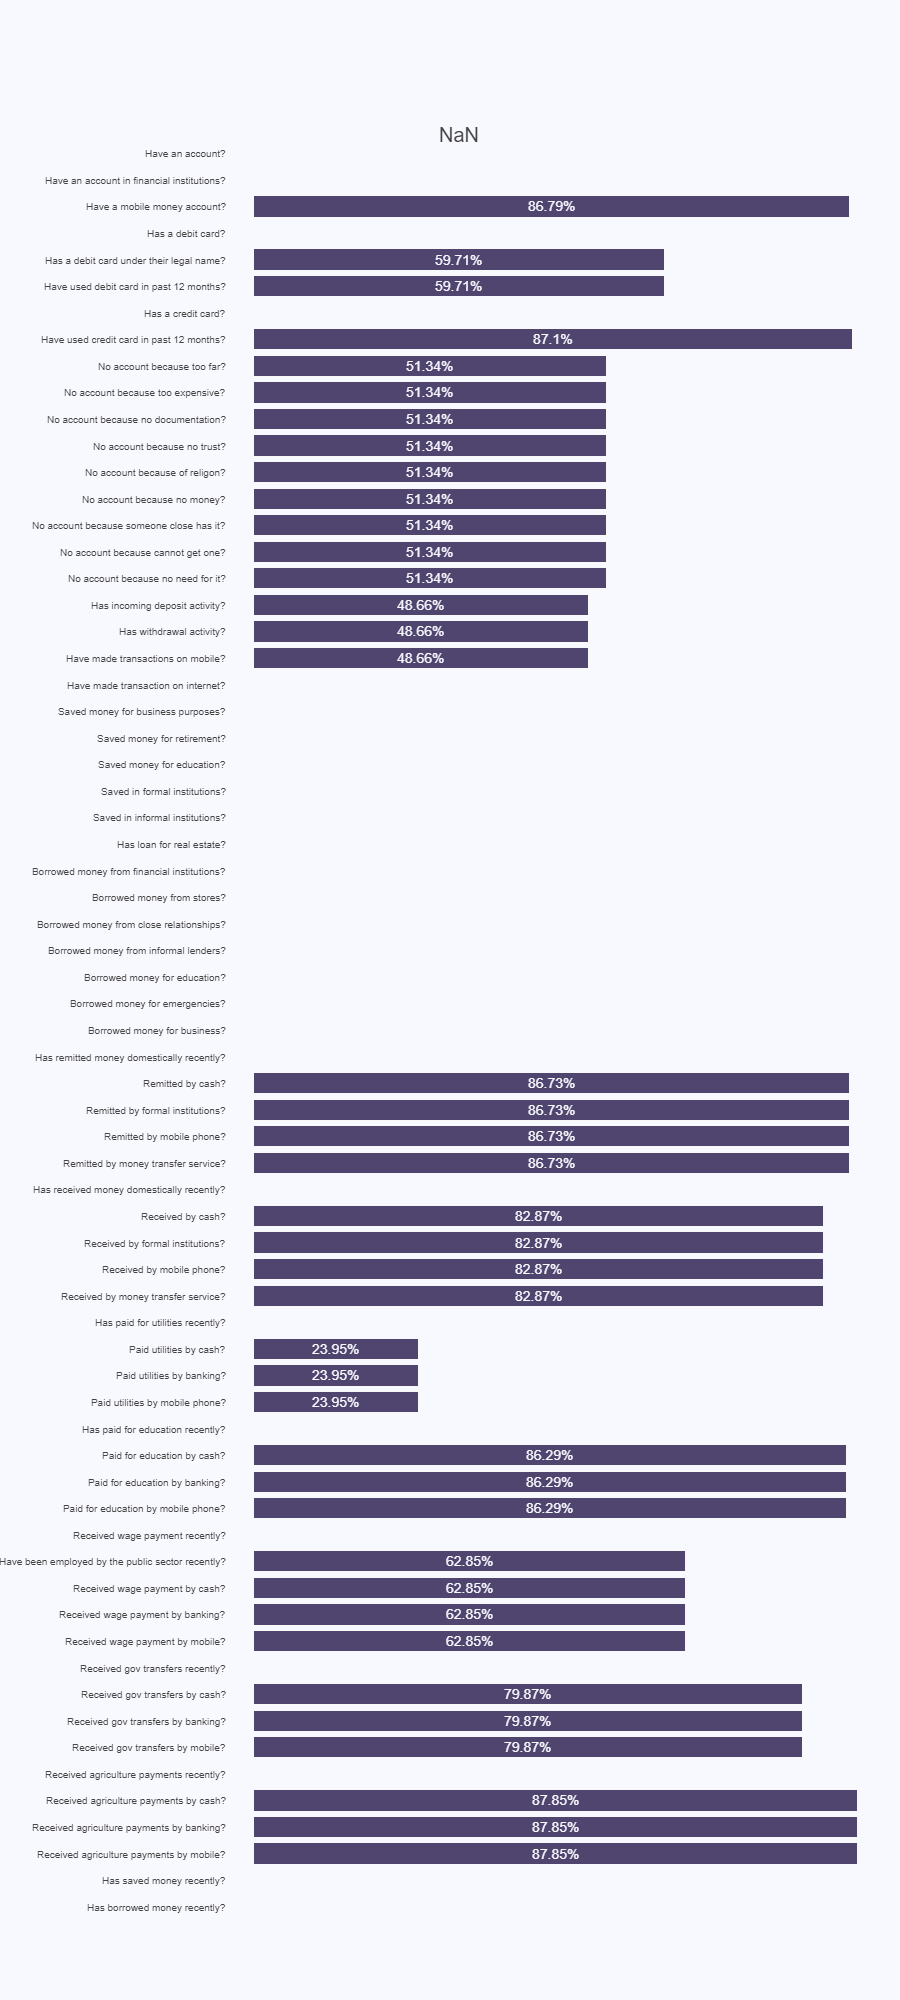 NaN
Have an account?
Have an account in financial institutions?
Have a mobile money account? 86.79%
Has a debit card?
Has a debit card under their legal name? 59.71%
Have used debit card in past 12 months? 59.71%
Has a credit card?
Have used credit card in past 12 months? 87.1%
No account because too far? 51.34%
No account because too expensive? 51.34%
No account because no documentation? 51.34%
No account because no trust? 51.34%
No account because of religon? 51.34%
No account because no money? 51.34%
No account because someone close has it? 51.34%
No account because cannot get one? 51.34%
No account because no need for it? 51.34%
Has incoming deposit activity? 48.66%
Has withdrawal activity? 48.66%
Have made transactions on mobile? 48.66%
Have made transaction on internet?
Saved money for business purposes?
Saved money for retirement?
Saved money for education?
Saved in formal institutions?
Saved in informal institutions?
Has loan for real estate?
Borrowed money from financial institutions?
Borrowed money from stores?
Borrowed money from close relationships?
Borrowed money from informal lenders?
Borrowed money for education?
Borrowed money for emergencies?
Borrowed money for business?
Has remitted money domestically recently?
Remitted by cash? 86.73%
Remitted by formal institutions? 86.73%
Remitted by mobile phone? 86.73%
Remitted by money transfer service? 86.73%
Has received money domestically recently?
Received by cash? 82.87%
Received by formal institutions? 82.87%
Received by mobile phone? 82.87%
Received by money transfer service? 82.87%
Has paid for utilities recently?
Paid utilities by cash? 23.95%
Paid utilities by banking? 23.95%
Paid utilities by mobile phone? 23.95%
Has paid for education recently?
Paid for education by cash? 86.29%
Paid for education by banking? 86.29%
Paid for education by mobile phone? 86.29%
Received wage payment recently?
Have been employed by the public sector recently? 62.85%
Received wage payment by cash? 62.85%
Received wage payment by banking? 62.85%
Received wage payment by mobile? 62.85%
Received gov transfers recently?
Received gov transfers by cash? 79.87%
Received gov transfers by banking? 79.87%
Received gov transfers by mobile? 79.87%
Received agriculture payments recently?
Received agriculture payments by cash? 87.85%
Received agriculture payments by banking? 87.85%
Received agriculture payments by mobile? 87.85%
Has saved money recently?
Has borrowed money recently?